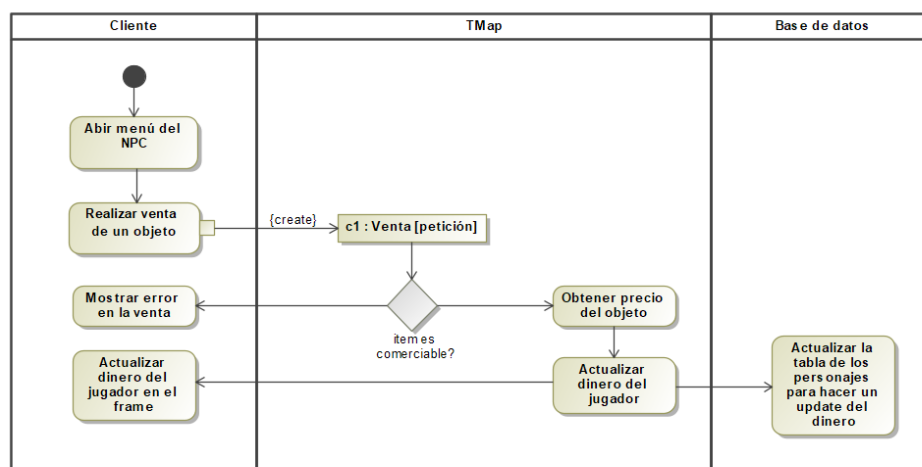 Cliente
TMap
Base de datos
Abir menú del
NPC
Realizar venta
de un objeto
{create}
c1 : Venta [petición]
Mostrar error
en la venta
item es
comerciable?
Obtener precio
del objeto
Actualizar
dinero del
jugador en el
frame
Actualizar
dinero del
jugador
Actualizar la
tabla de los
personajes
para hacer un
update del
dinero